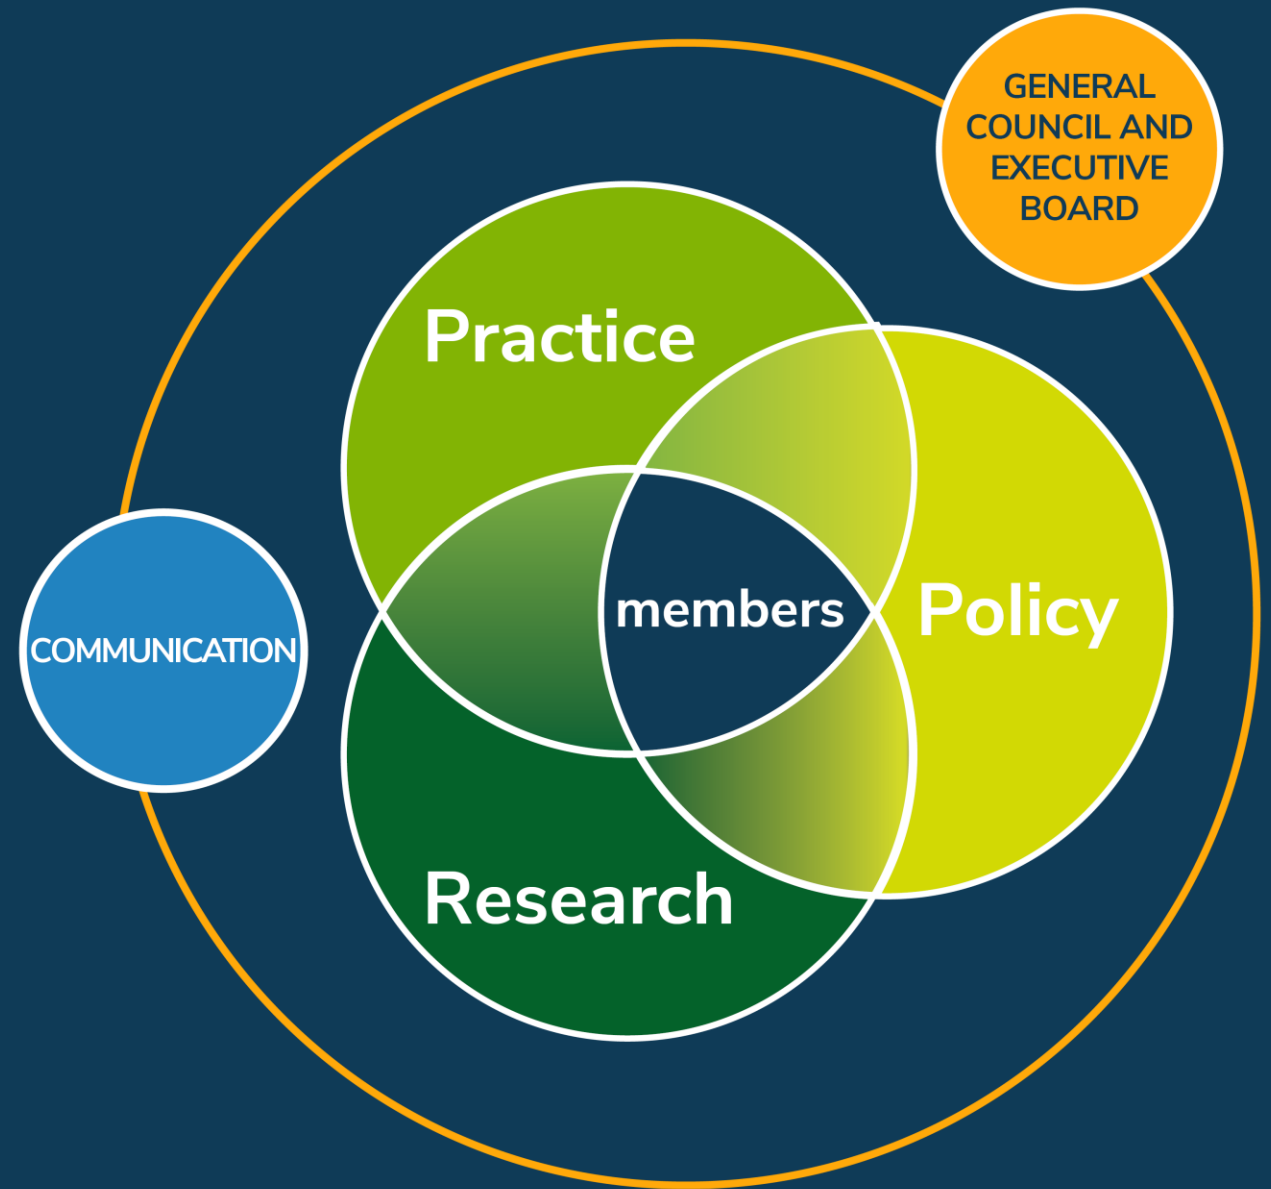 GENERAL
COUNCIL AND
EXECUTIVE
BOARD
Practice
members
Policy
COMMUNICATION
Research